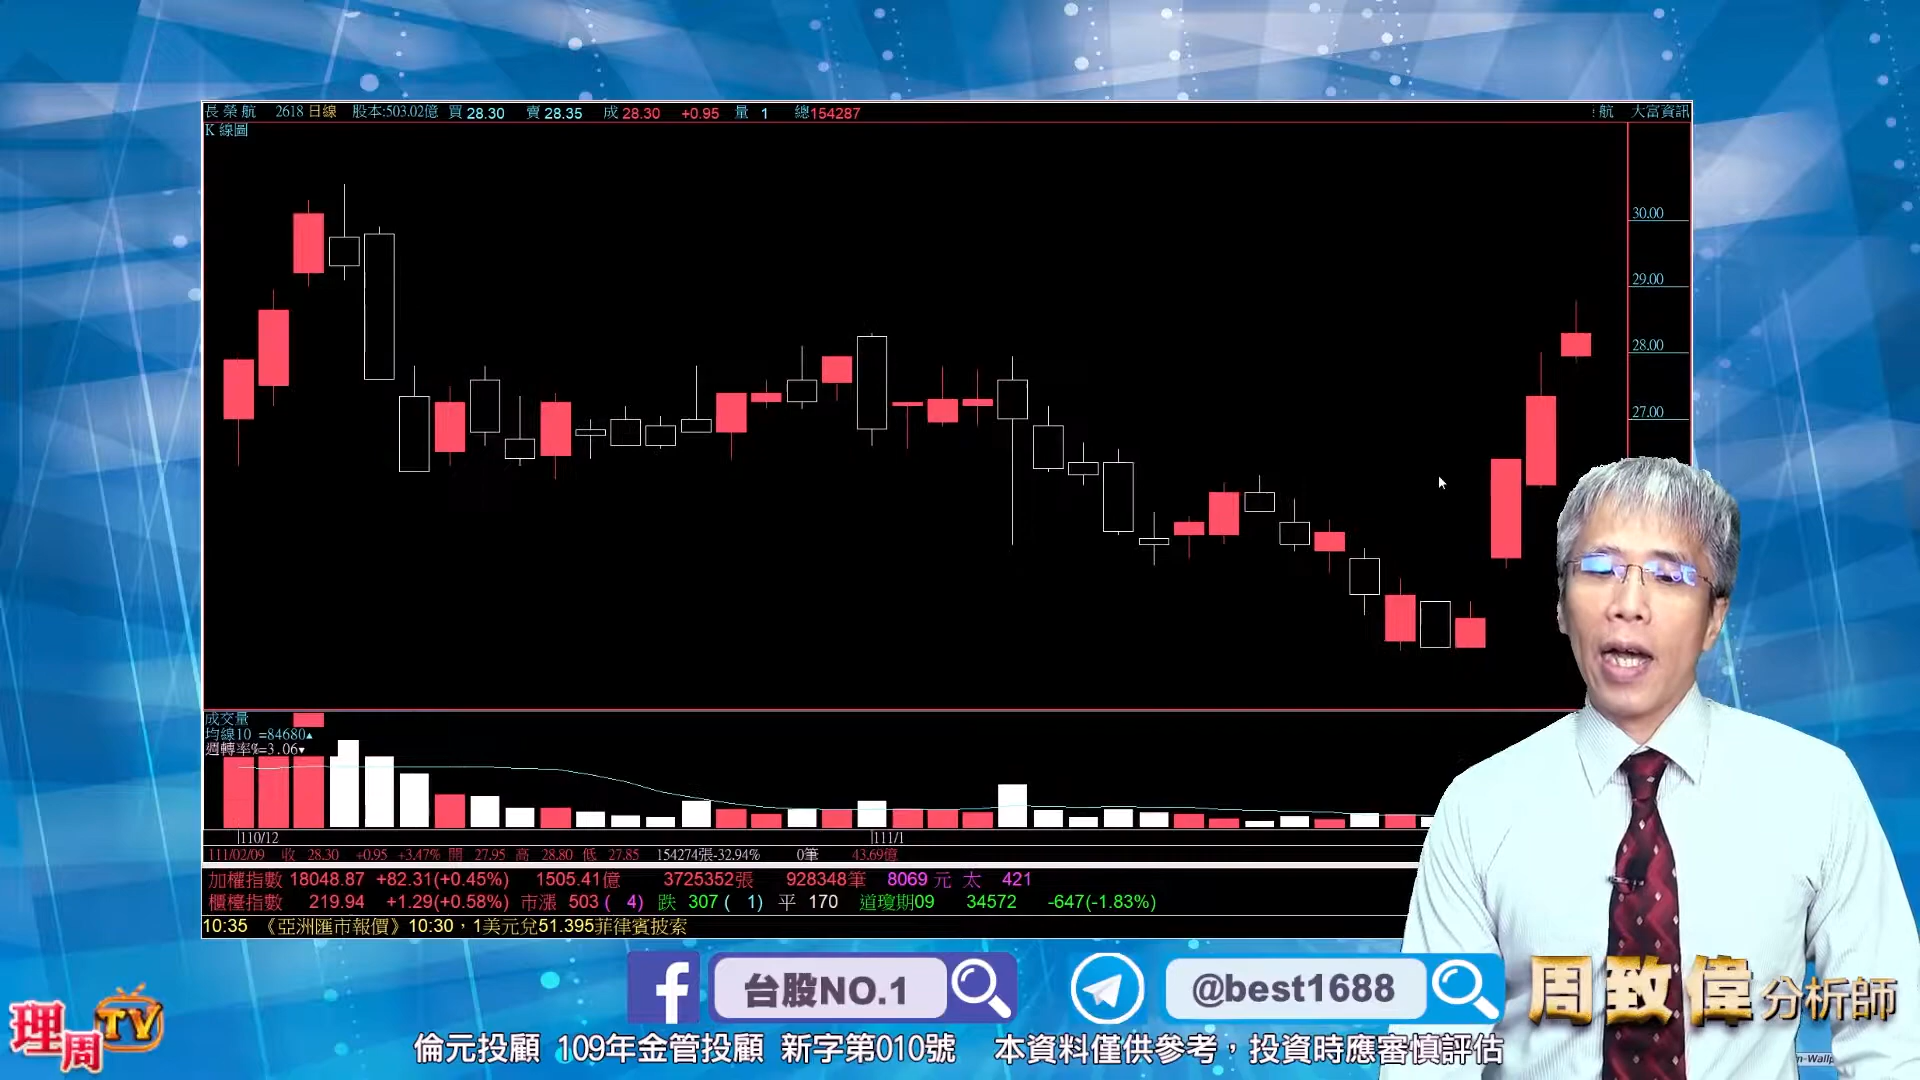 長榮航 2618 日線 股本:503.02億 買 28.30 賣 28.35 成 28.30 +0.95 量 1 總154287 :航 大富資訊
K 線圖
30.00
29.00
28.00
27.00
成交量
均線10 =84680▲
週轉率%=3.06▼
110/12 111/1
111/02/09 收 28.30 +0.95 +3.47% 開 27.95 高 28.80 低 27.85 154274張-32.94% 0筆 43.69億
加權指數 18048.87 +82.31(+0.45%) 1505.41億 3725352張 928348筆 8069 元 太 421
櫃檯指數 219.94 +1.29(+0.58%) 市漲 503 ( 4) 跌 307 ( 1) 平 170 道瓊期09 34572 -647(-1.83%)
10:35 《亞洲匯市報價》10:30，1美元兌51.395菲律賓披索
f 台股NO.1 @best1688
周致偉 分析師
理周TV
倫元投顧 109年金管投顧 新字第010號 本資料僅供參考，投資時應審慎評估